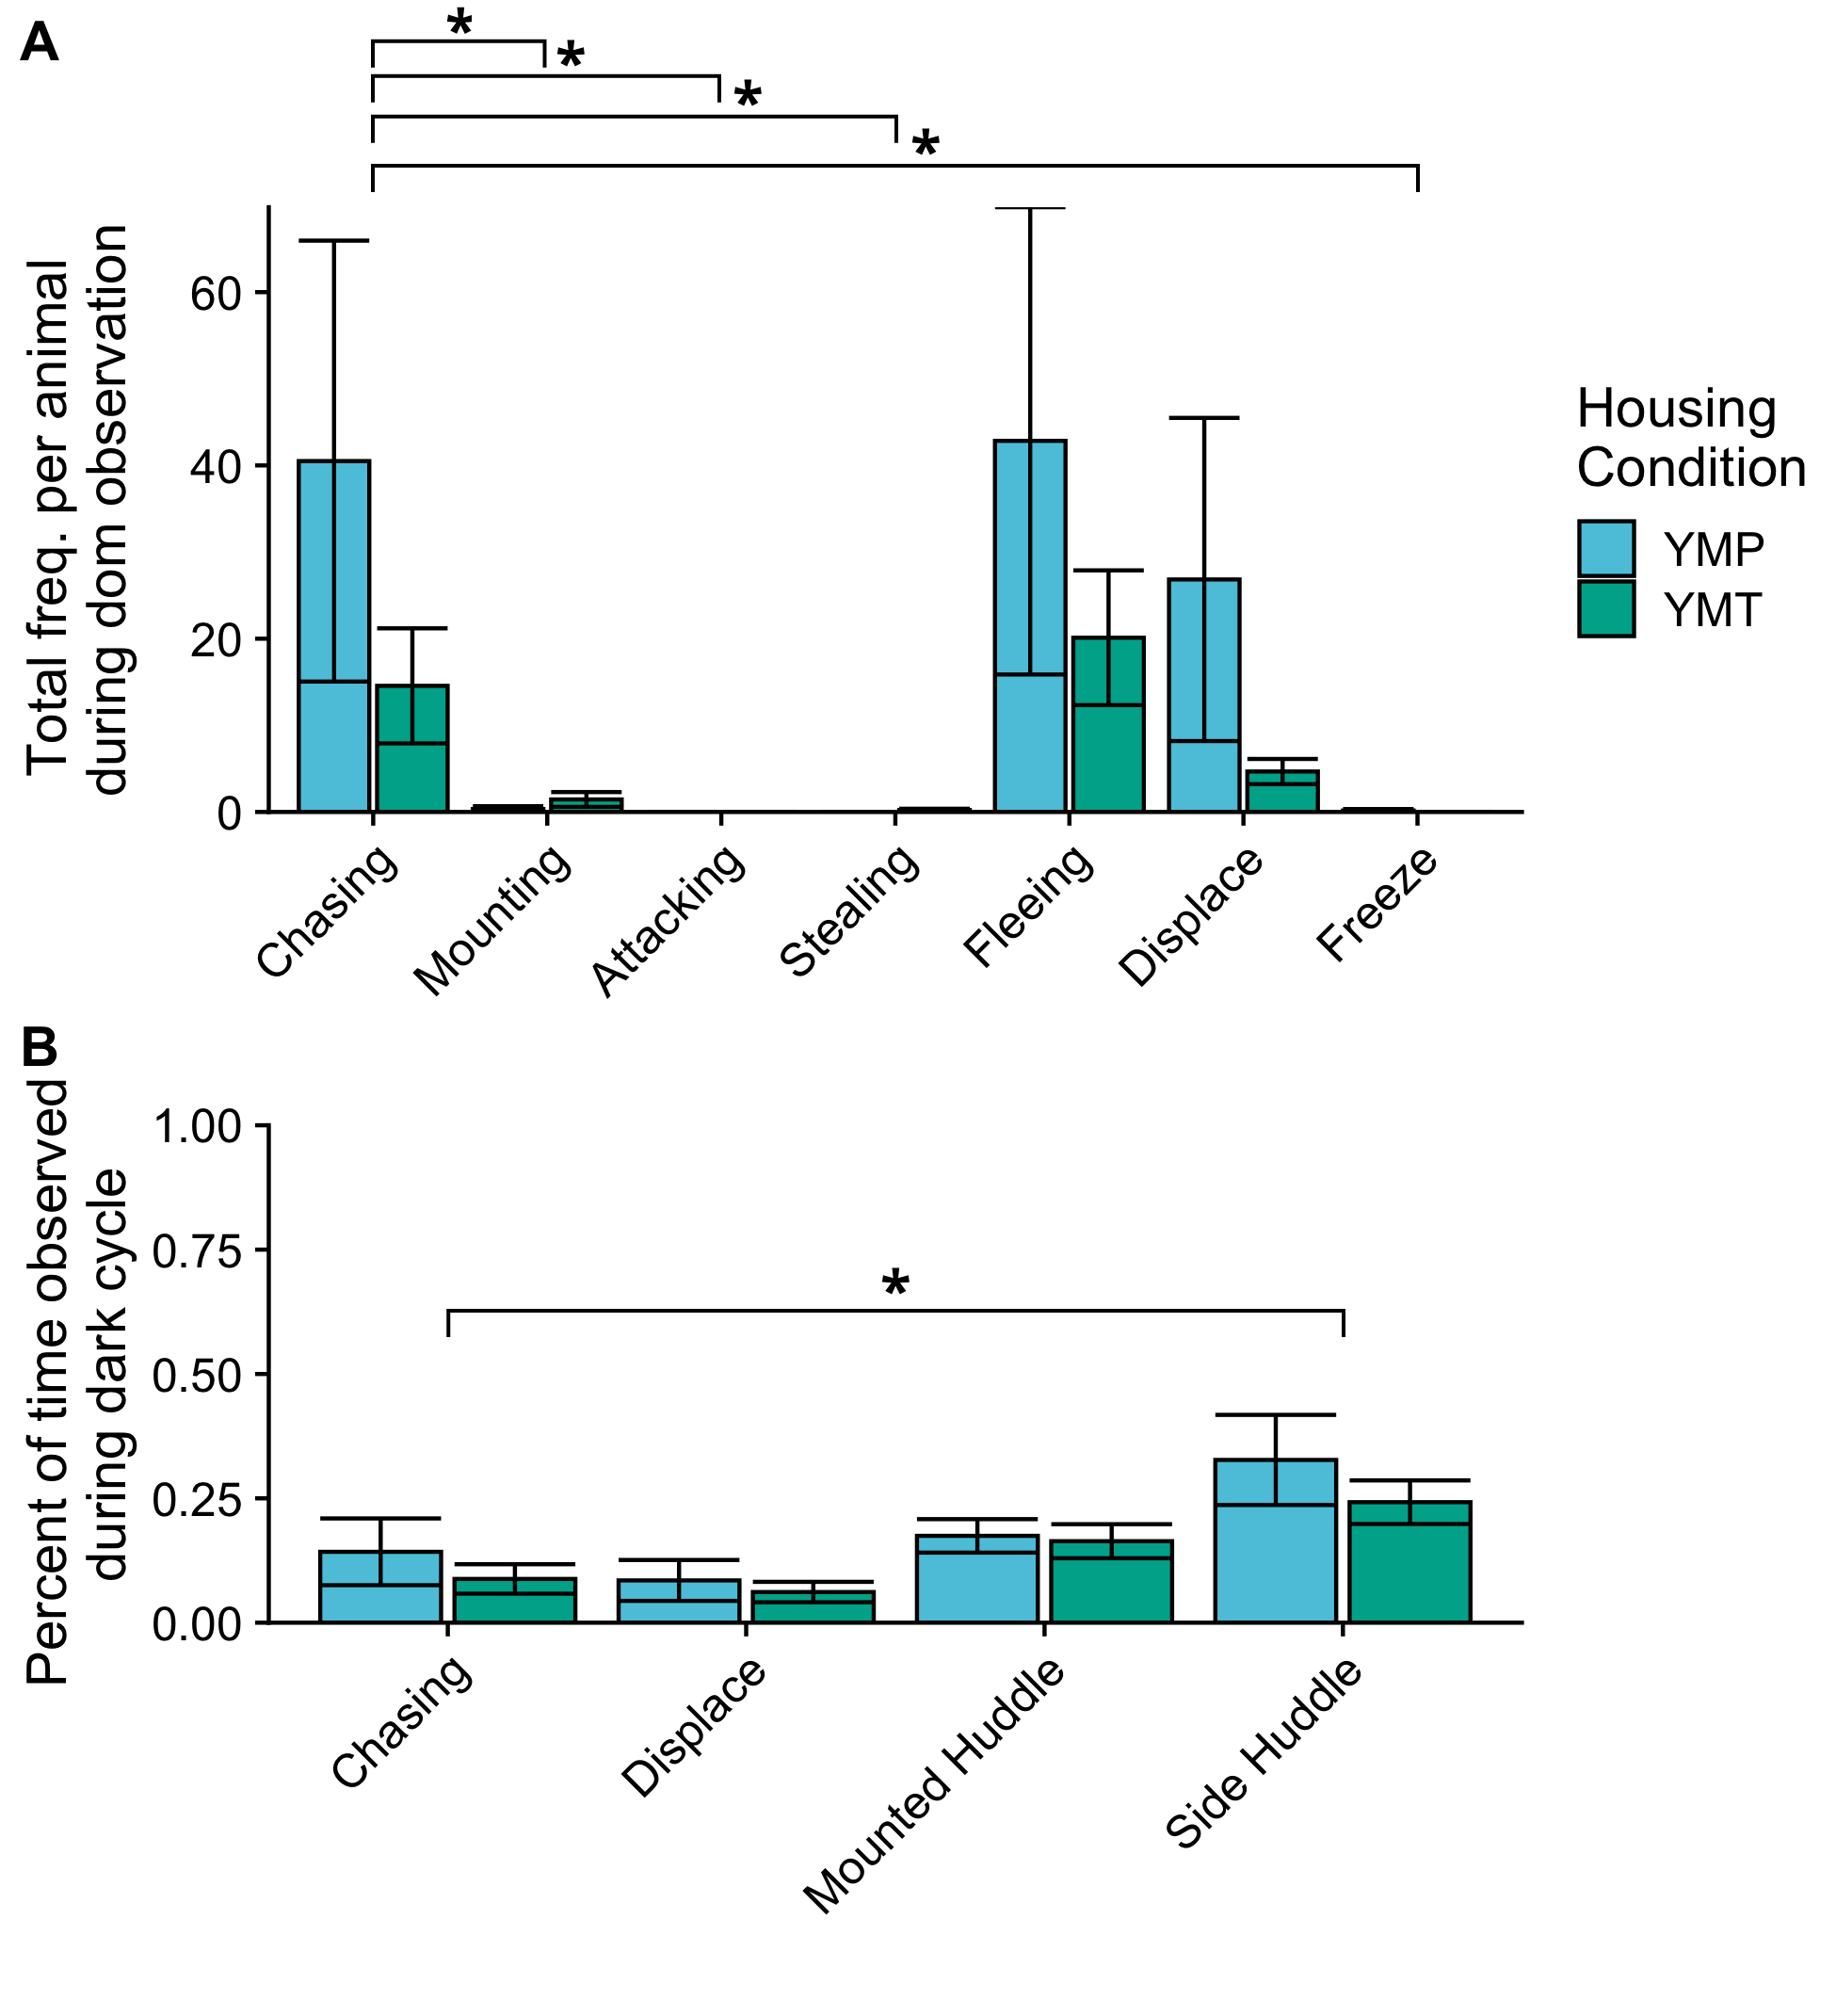 A
*
*
*
*
Total freq. per animal
during dom observation
60
40
20
0
Chasing
Mounting
Attacking
Stealing
Fleeing
Displace
Freeze
Housing
Condition
YMP
YMT
B
Percent of time observed
during dark cycle
1.00
0.75
0.50
0.25
0.00
*
Chasing
Displace
Mounted Huddle
Side Huddle